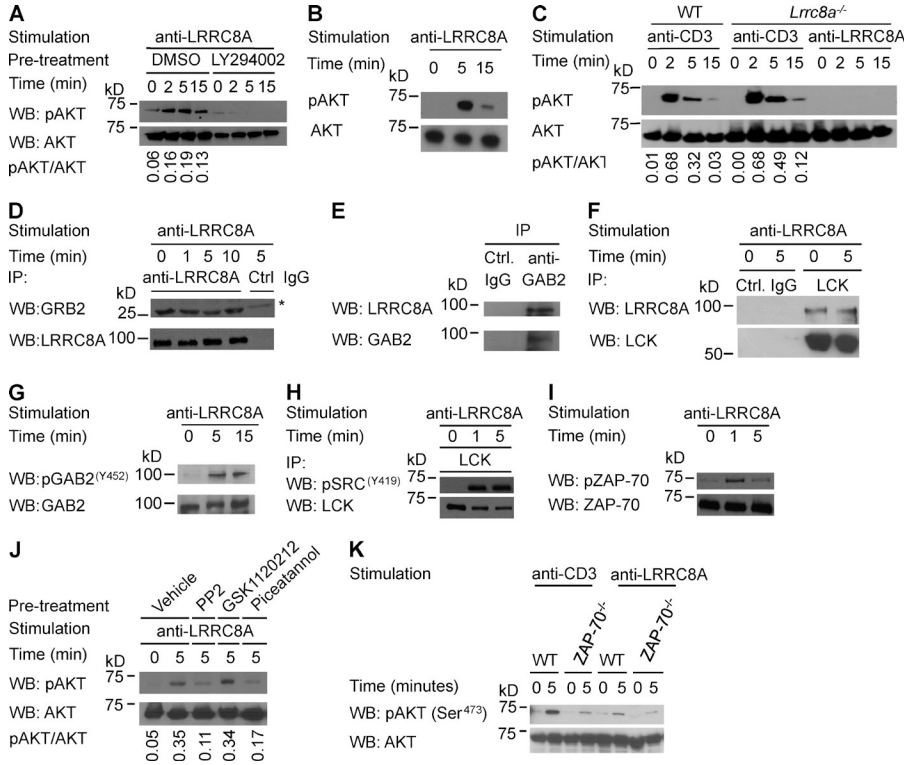 A
Stimulation anti-LRRC8A
Pre-treatment DMSO LY294002
Time (min) 0 2 5 15 0 2 5 15
kD
WB: pAKT 75
75
WB: AKT
pAKT/AKT 0.06 0.16 0.19 0.13
B
Stimulation anti-LRRC8A
Time (min) 0 5 15
kD
pAKT 75
75
AKT
C
WT Lrrc8a-/-
Stimulation anti-CD3 anti-CD3 anti-LRRC8A
Time (min) 0 2 5 15 0 2 5 15 0 2 5 15
kD
pAKT 75
75
AKT
pAKT/AKT 0.01 0.68 0.32 0.03 0.00 0.68 0.49 0.12
D
Stimulation anti-LRRC8A
Time (min) 0 1 5 10 5
IP: anti-LRRC8A Ctrl IgG
kD
WB:GRB2 25 *
WB:LRRC8A 100
E
IP
Ctrl. IgG anti-GAB2
kD
WB: LRRC8A 100
WB: GAB2 100
F
Stimulation anti-LRRC8A
Time (min) 0 5 0 5
IP: Ctrl. IgG LCK
kD
WB: LRRC8A 100
WB: LCK
50
G
Stimulation anti-LRRC8A
Time (min) 0 5 15
kD
WB:pGAB2(Y452) 100
WB:GAB2 100
H
Stimulation anti-LRRC8A
Time (min) 0 1 5
IP: LCK
kD
WB: pSRC(Y419) 75
75
WB: LCK
I
Stimulation anti-LRRC8A
Time (min) 0 1 5
kD
WB: pZAP-70 75
75
WB: ZAP-70
J
Pre-treatment Vehicle PP2 GSK1120212 Piceatannol
Stimulation anti-LRRC8A
Time (min) 0 5 5 5 5
kD
WB: pAKT 75
75
WB: AKT
pAKT/AKT 0.05 0.35 0.11 0.34 0.17
K
Stimulation anti-CD3 anti-LRRC8A
WT ZAP-70-/- WT ZAP-70-/-
Time (minutes) 0 5 0 5 0 5 0 5
kD
WB: pAKT (Ser473) 75
75
WB: AKT